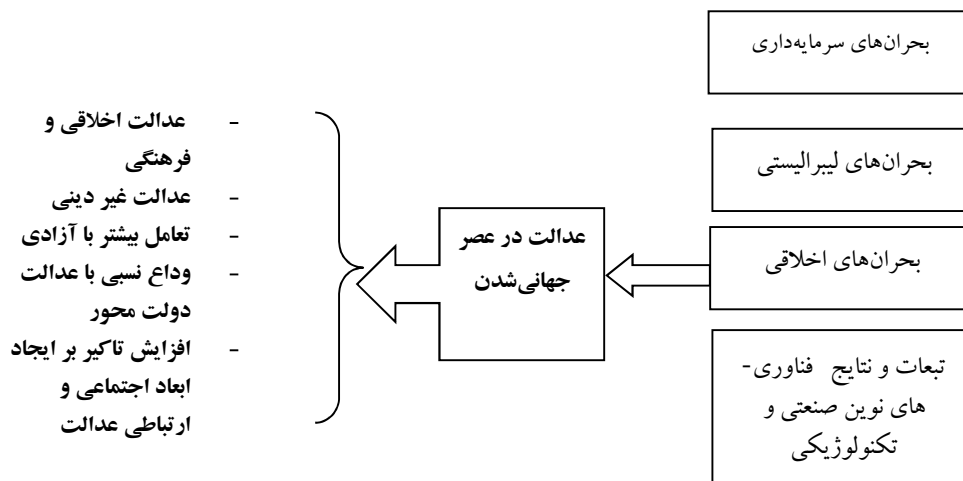 بحران‌های سرمایه‌داری
بحران‌های لیبرالیستی
بحران‌های اخلاقی
تبعات و نتایج فناوری-
های نوین صنعتی و
تکنولوژیکی
عدالت در عصر
جهانی‌شدن
- عدالت اخلاقی و
فرهنگی
- عدالت غیر دینی
- تعامل بیشتر با آزادی
- وداع نسبی با عدالت
دولت محور
- افزایش تاکیر بر ایجاد
ابعاد اجتماعی و
ارتباطی عدالت